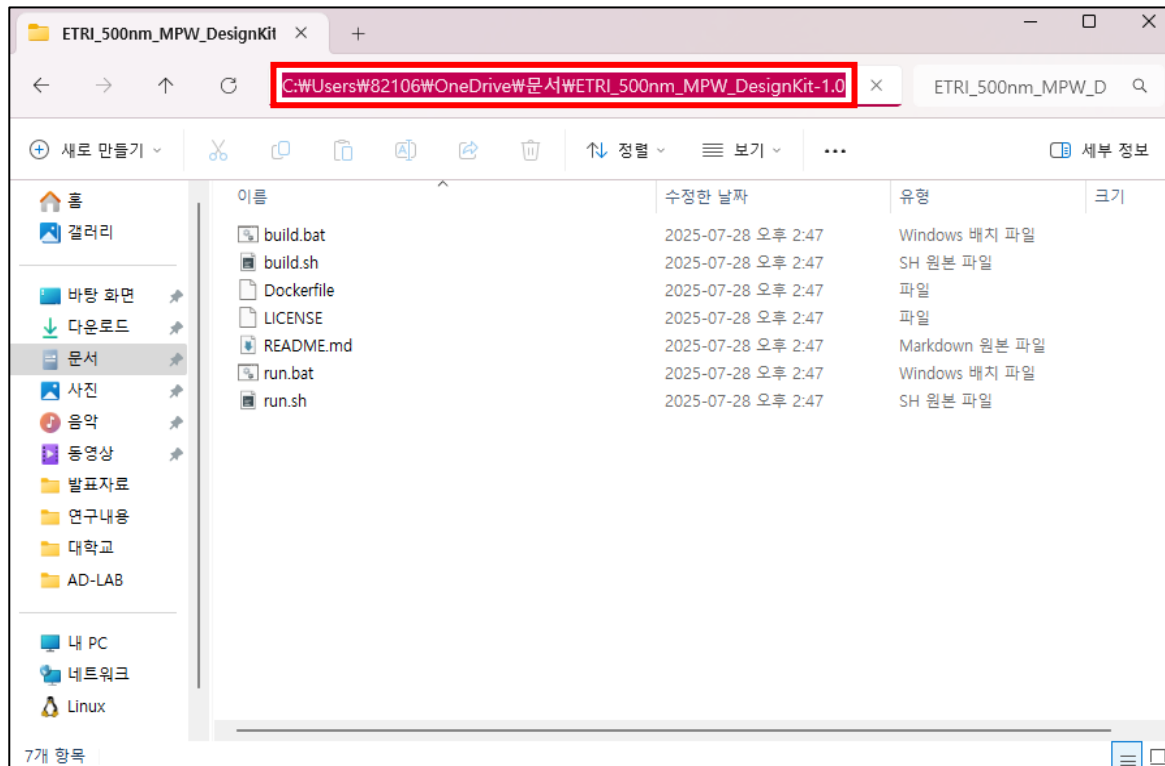 ETRI_500nm_MPW_DesignKit
C:₩Users₩82106₩OneDrive₩문서₩ETRI_500nm_MPW_DesignKit-1.0
ETRI_500nm_MPW_D
새로 만들기
정렬
보기
세부 정보
이름 수정한 날짜 유형 크기
홈
갤러리
바탕 화면
다운로드
문서
사진
음악
동영상
발표자료
연구내용
대학교
AD-LAB
내 PC
네트워크
Linux
build.bat 2025-07-28 오후 2:47 Windows 배치 파일
build.sh 2025-07-28 오후 2:47 SH 원본 파일
Dockerfile 2025-07-28 오후 2:47 파일
LICENSE 2025-07-28 오후 2:47 파일
README.md 2025-07-28 오후 2:47 Markdown 원본 파일
run.bat 2025-07-28 오후 2:47 Windows 배치 파일
run.sh 2025-07-28 오후 2:47 SH 원본 파일
7개 항목